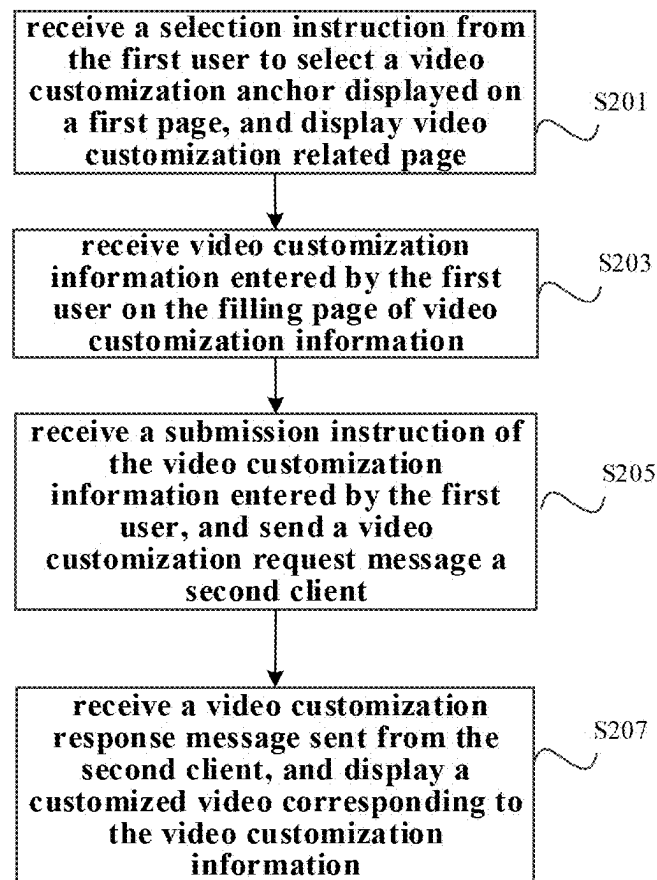 receive a selection instruction from
the first user to select a video
customization anchor displayed on
a first page, and display video
customization related page
S201
receive video customization
information entered by the first
user on the filling page of video
customization information
S203
receive a submission instruction of
the video customization
information entered by the first
user, and send a video
customization request message a
second client
S205
receive a video customization
response message sent from the
second client, and display a
customized video corresponding to
the video customization
information
S207